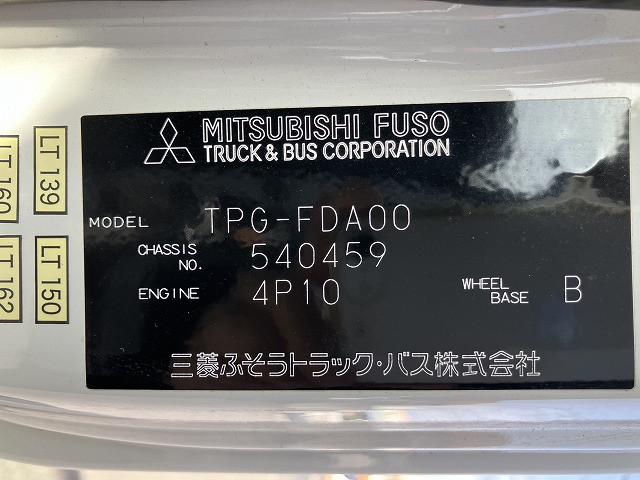 MITSUBISHI FUSO
TRUCK & BUS CORPORATION
MODEL TPG-FDA00
CHASSIS NO. 540459
ENGINE 4P10 WHEEL BASE B
三菱ふそうトラック・バス株式会社
LT 160
LT 139
LT 162
LT 150